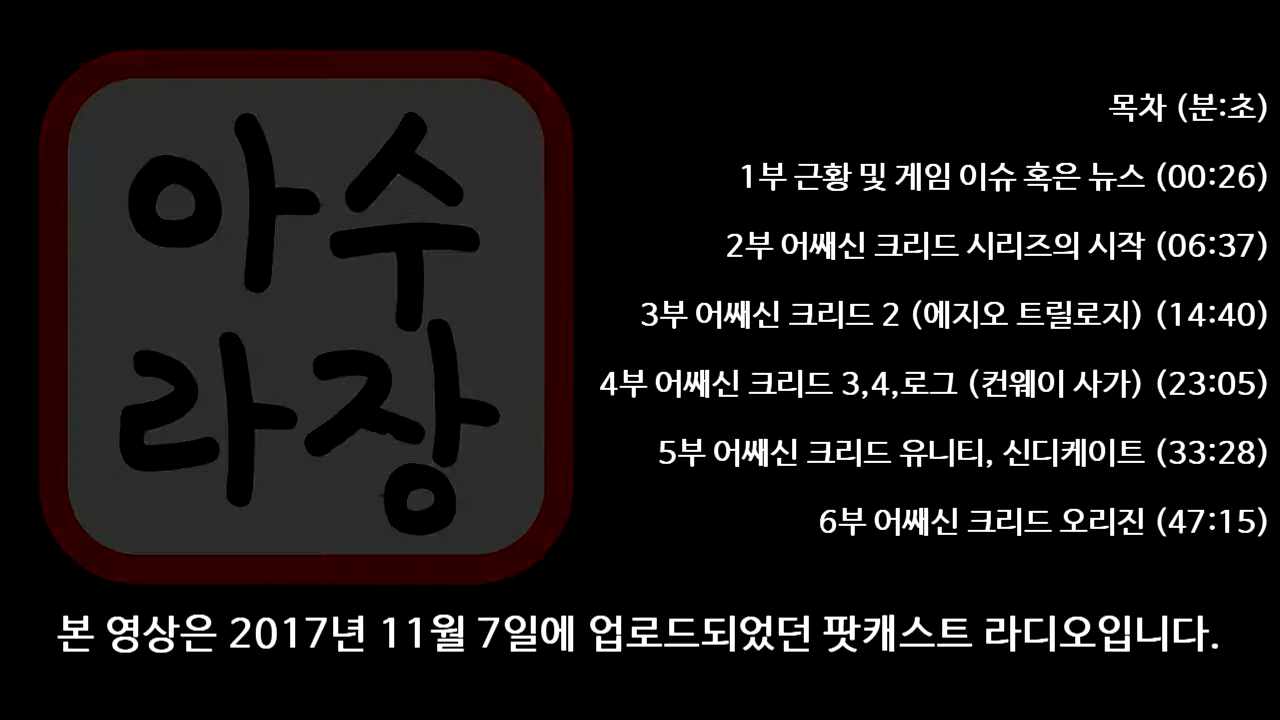 아수
라장
목차 (분:초)
1부 근황 및 게임 이슈 혹은 뉴스 (00:26)
2부 어쌔신 크리드 시리즈의 시작 (06:37)
3부 어쌔신 크리드 2 (에지오 트릴로지) (14:40)
4부 어쌔신 크리드 3,4,로그 (컨웨이 사가) (23:05)
5부 어쌔신 크리드 유니티, 신디케이트 (33:28)
6부 어쌔신 크리드 오리진 (47:15)
본 영상은 2017년 11월 7일에 업로드되었던 팟캐스트 라디오입니다.